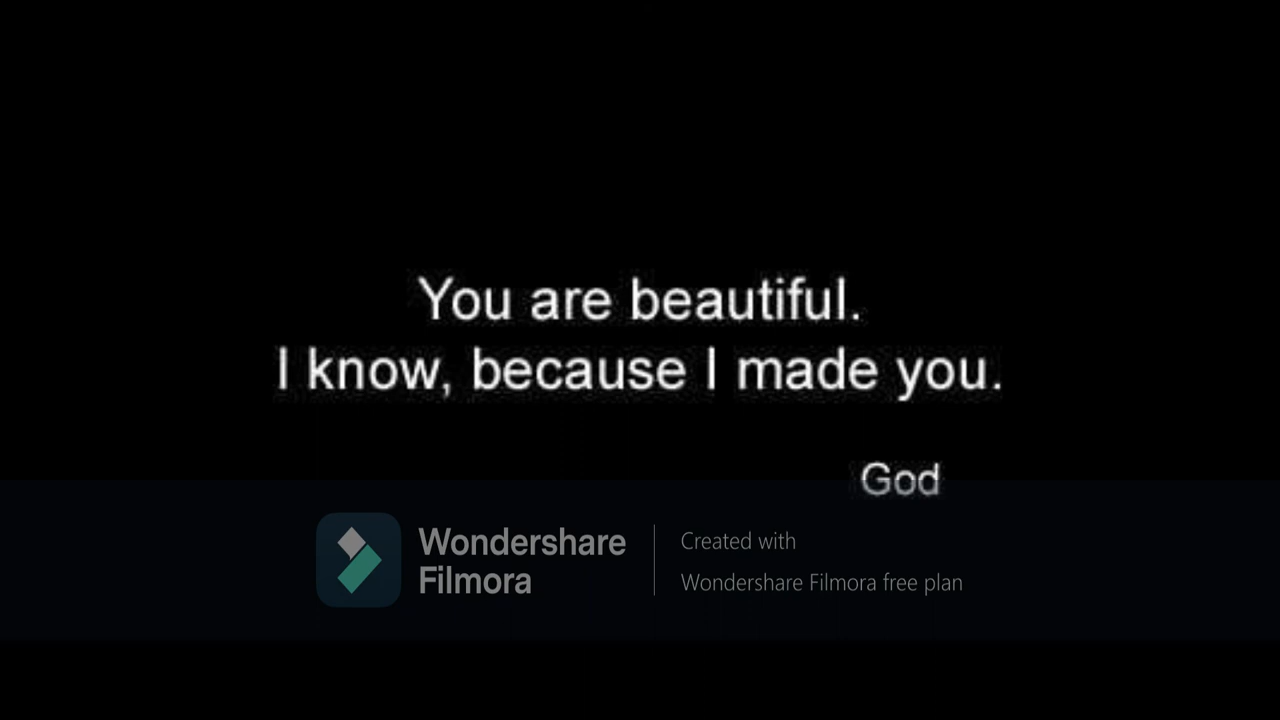 You are beautiful.
I know, because I made you.
God
Wondershare
Filmora
Created with
Wondershare Filmora free plan